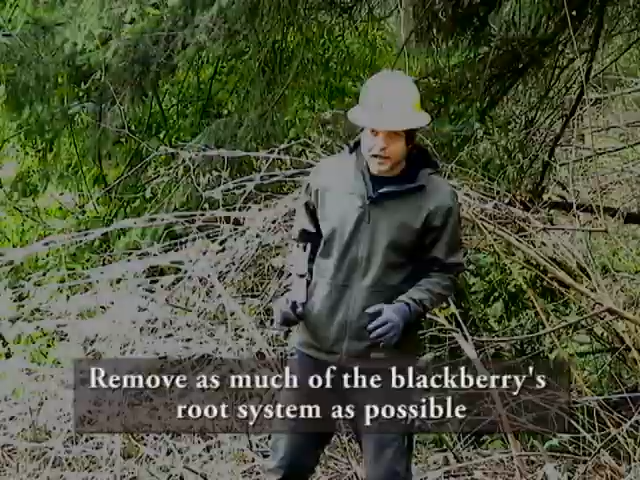 Remove as much of the blackberry's
root system as possible